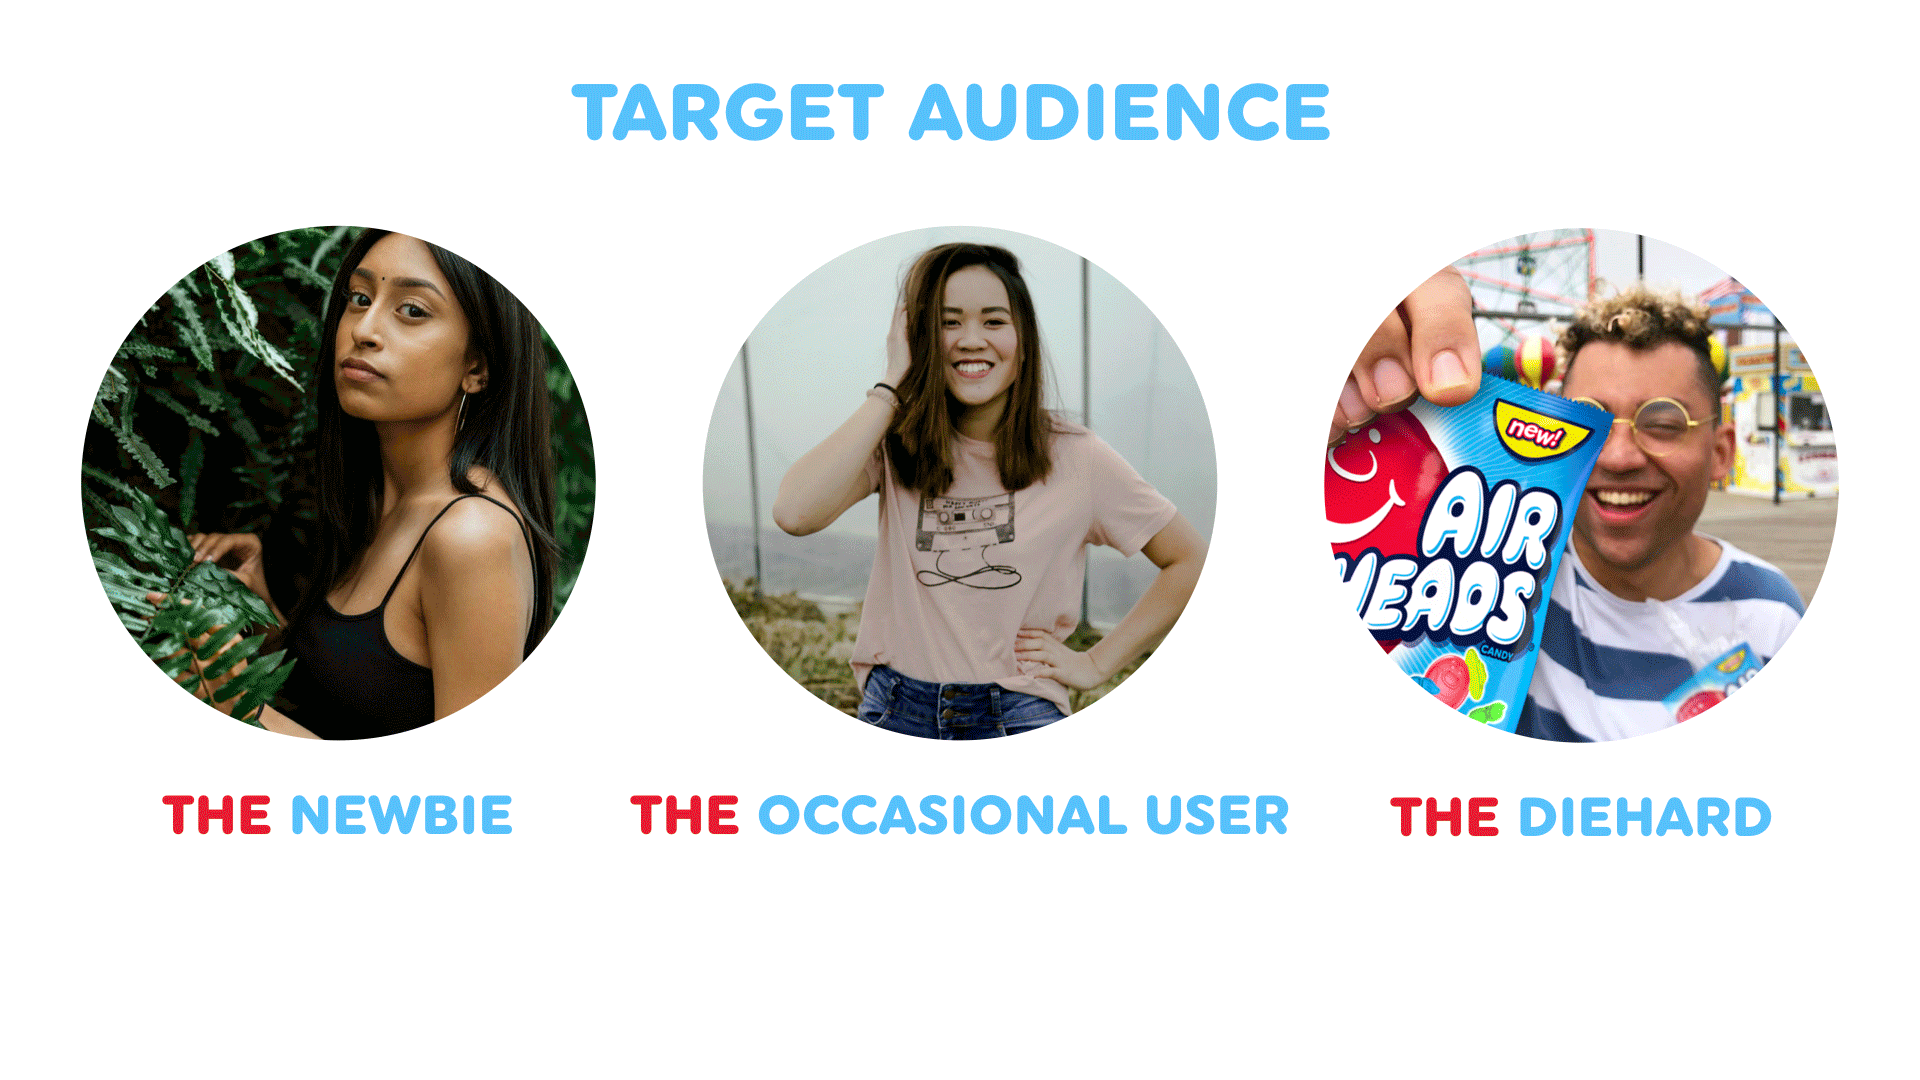 TARGET AUDIENCE
new!
AIR
HEADS
CANDY
THE NEWBIE
THE OCCASIONAL USER
THE DIEHARD